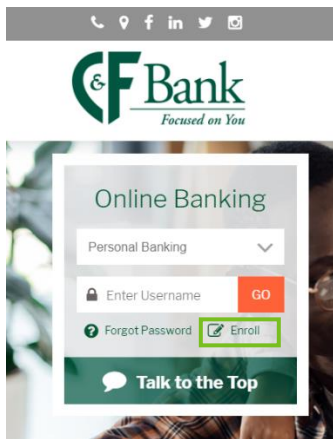 C&F Bank
Focused on You
Online Banking
Personal Banking
Enter Username GO
Forgot Password Enroll
Talk to the Top